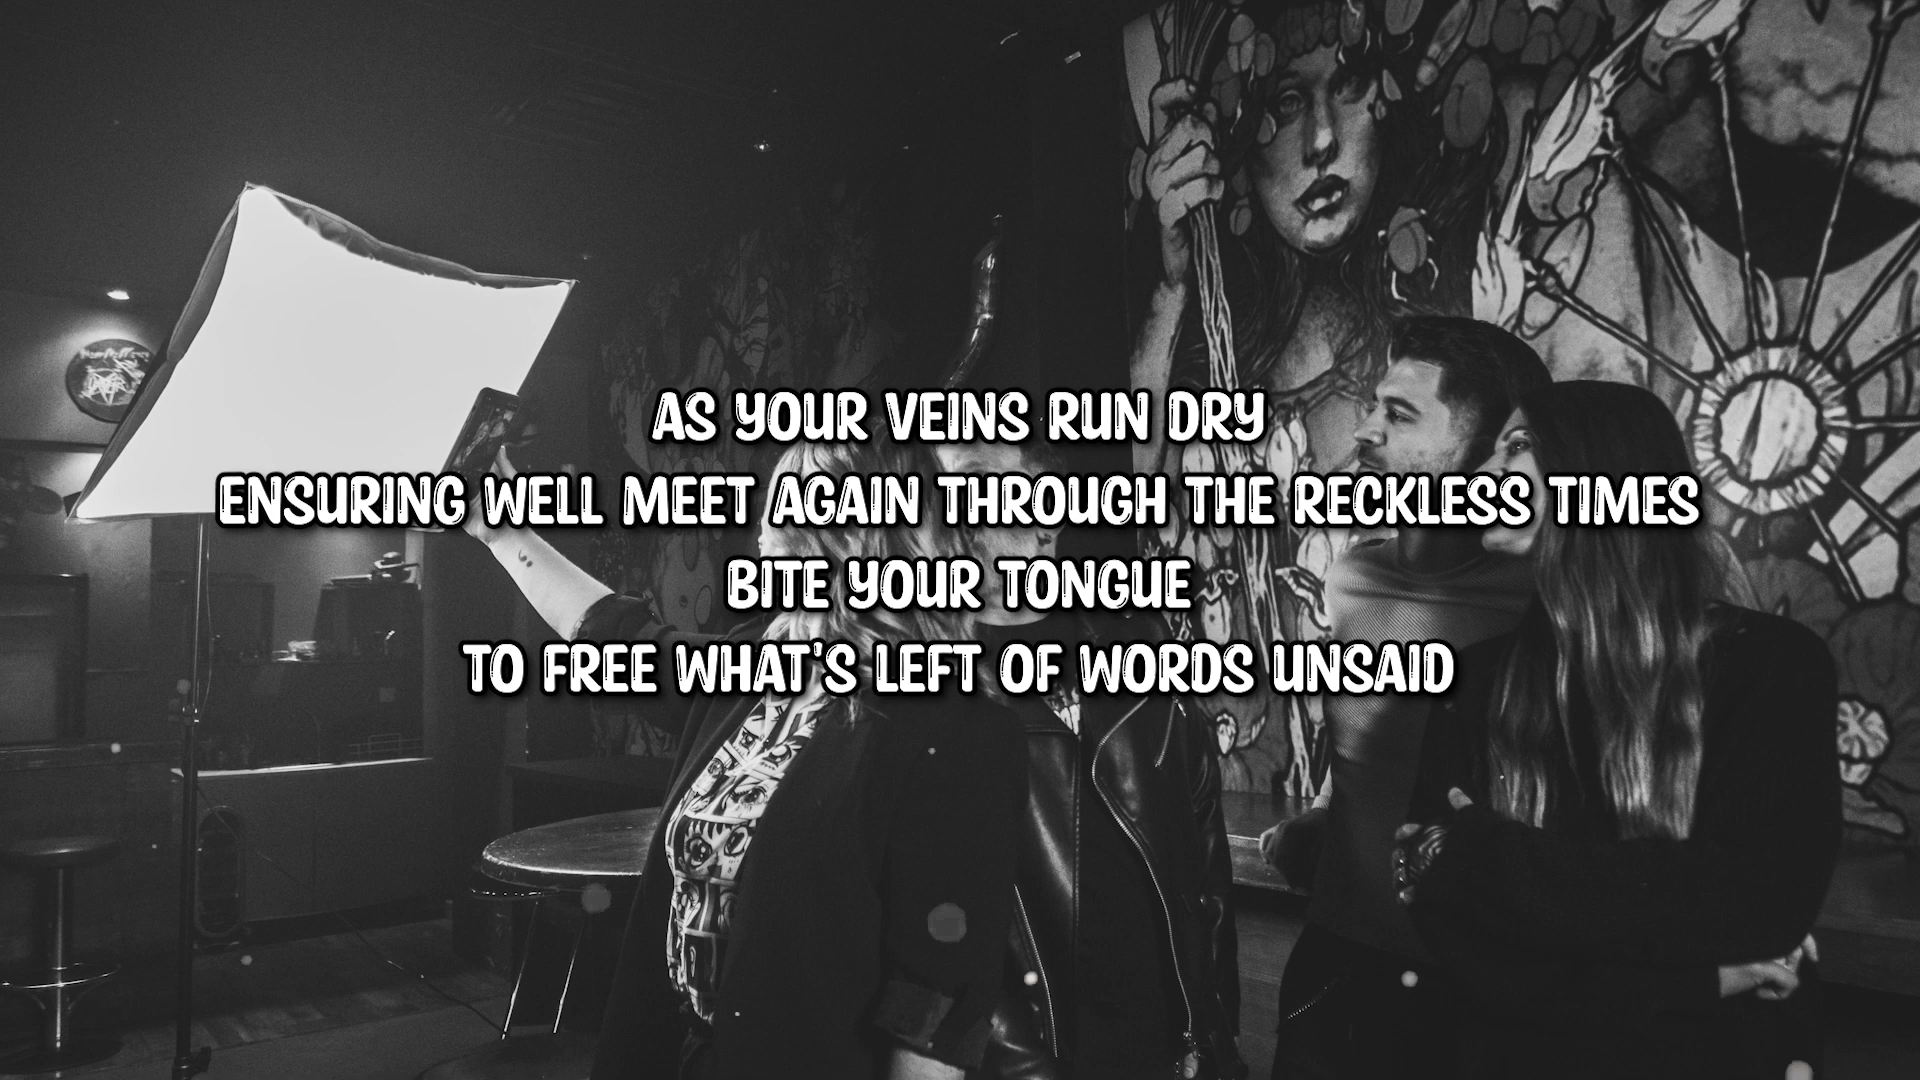 AS YOUR VEINS RUN DRY
ENSURING WELL MEET AGAIN THROUGH THE RECKLESS TIMES
BITE YOUR TONGUE
TO FREE WHAT'S LEFT OF WORDS UNSAID